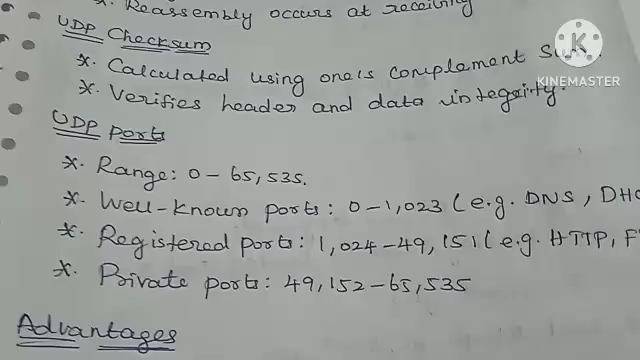 *. Reassembly occurs at receiving
UDP Checksum
*. Calculated using one's complement sum
*. Verifies header and data integrity.
UDP Ports
*. Range: 0 – 65,535.
*. Well-Known ports: 0-1,023 (e.g. DNS, DHC
*. Registered ports: 1,024-49,151 (e.g. HTTP, F
*. Private ports: 49,152-65,535
Advantages
KINEMASTER